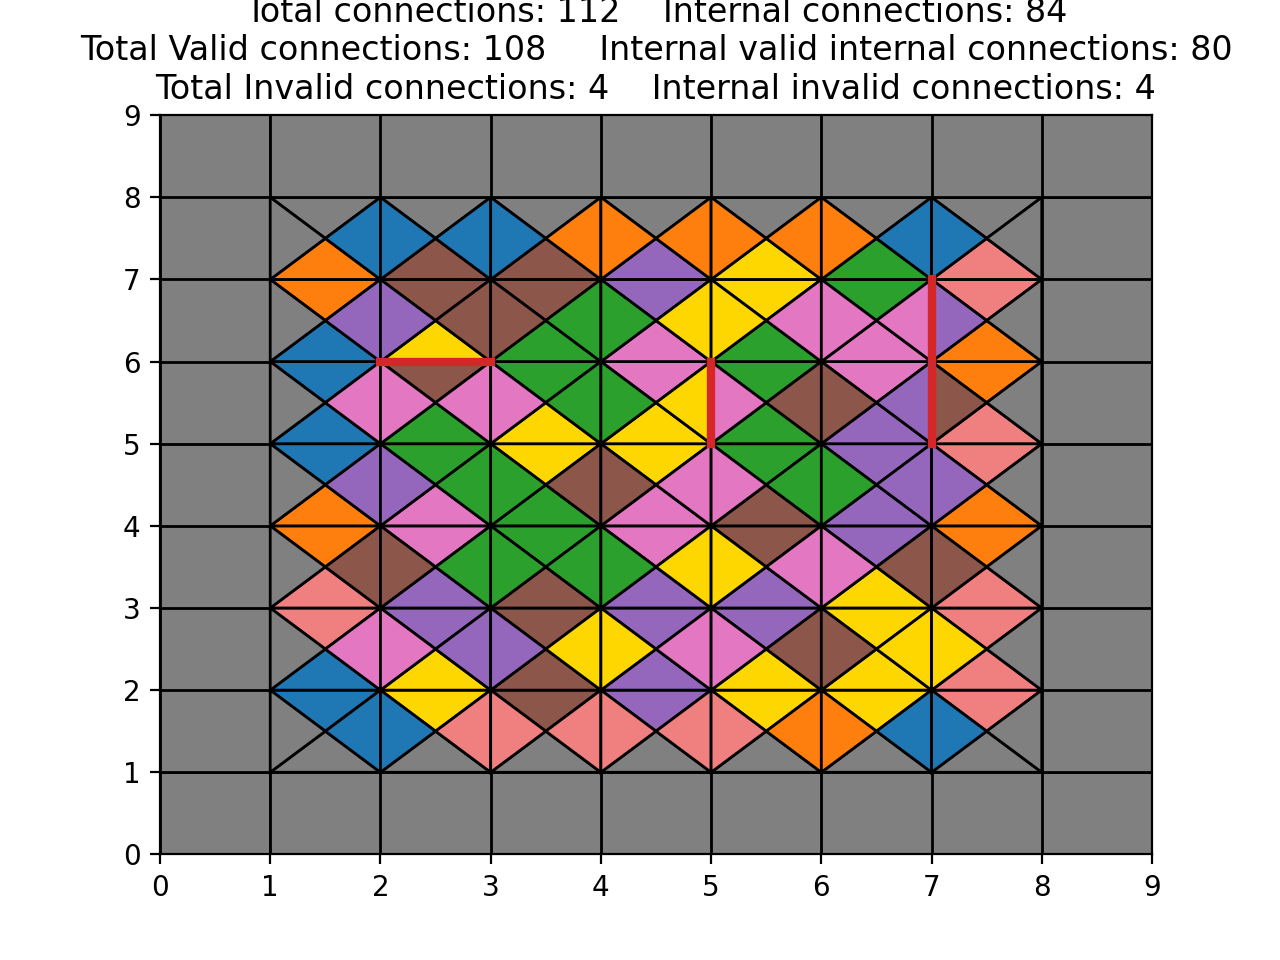 Total connections: 112 Internal connections: 84
Total Valid connections: 108 Internal valid internal connections: 80
Total Invalid connections: 4 Internal invalid connections: 4
9
8
7
6
5
4
3
2
1
0
0 1 2 3 4 5 6 7 8 9